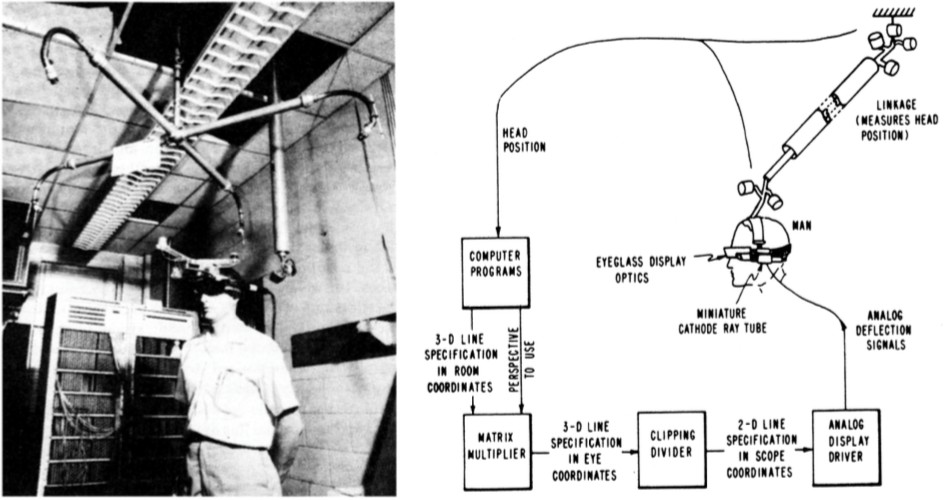 HEAD
POSITION
LINKAGE
(MEASURES HEAD
POSITION)
MAN
COMPUTER
PROGRAMS
EYEGLASS DISPLAY
OPTICS
MINIATURE
CATHODE RAY TUBE
ANALOG
DEFLECTION
SIGNALS
3-D LINE
SPECIFICATION
IN ROOM
COORDINATES
PERSPECTIVE
TO USE
MATRIX
MULTIPLIER
3-D LINE
SPECIFICATION
IN EYE
COORDINATES
CLIPPING
DIVIDER
2-D LINE
SPECIFICATION
IN SCOPE
COORDINATES
ANALOG
DISPLAY
DRIVER